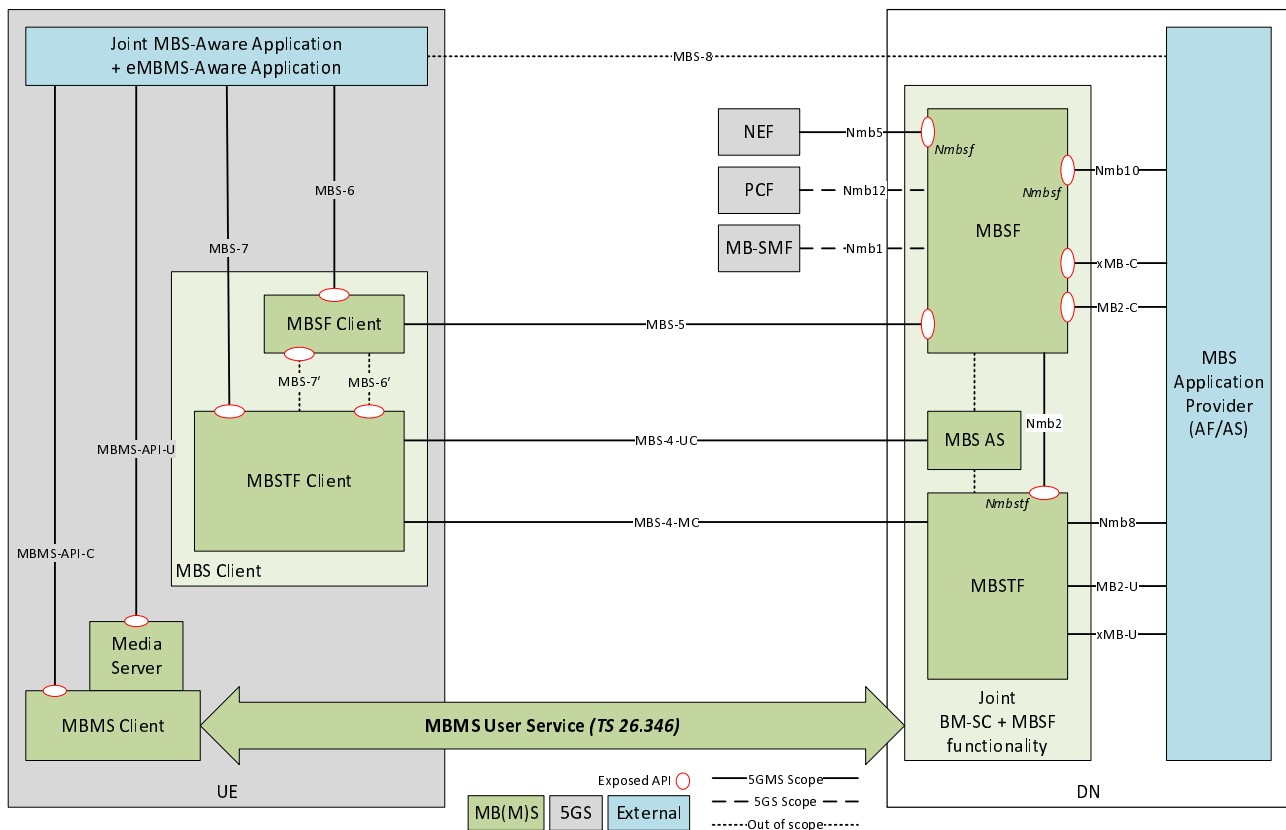 Joint MBS-Aware Application
+ eMBMS-Aware Application
MBS-8
NEF
Nmb5
Nmbsf
PCF
Nmb12
MB-SMF
Nmb1
MBSF
Nmbsf
Nmb10
xMB-C
MB2-C
MBS-6
MBS-7
MBSF Client
MBS-5
MBS-7’
MBS-6’
MBS
Application
Provider
(AF/AS)
MBMS-API-U
MBSTF Client
MBS-4-UC
MBS AS
Nmb2
MBS-4-MC
Nmbstf
MBSTF
Nmb8
MB2-U
xMB-U
MBMS-API-C
MBS Client
Media
Server
MBMS Client
MBMS User Service (TS 26.346)
Joint
BM-SC + MBSF
functionality
UE
DN
Exposed API
MB(M)S
5GS
External
5GMS Scope
5GS Scope
Out of scope